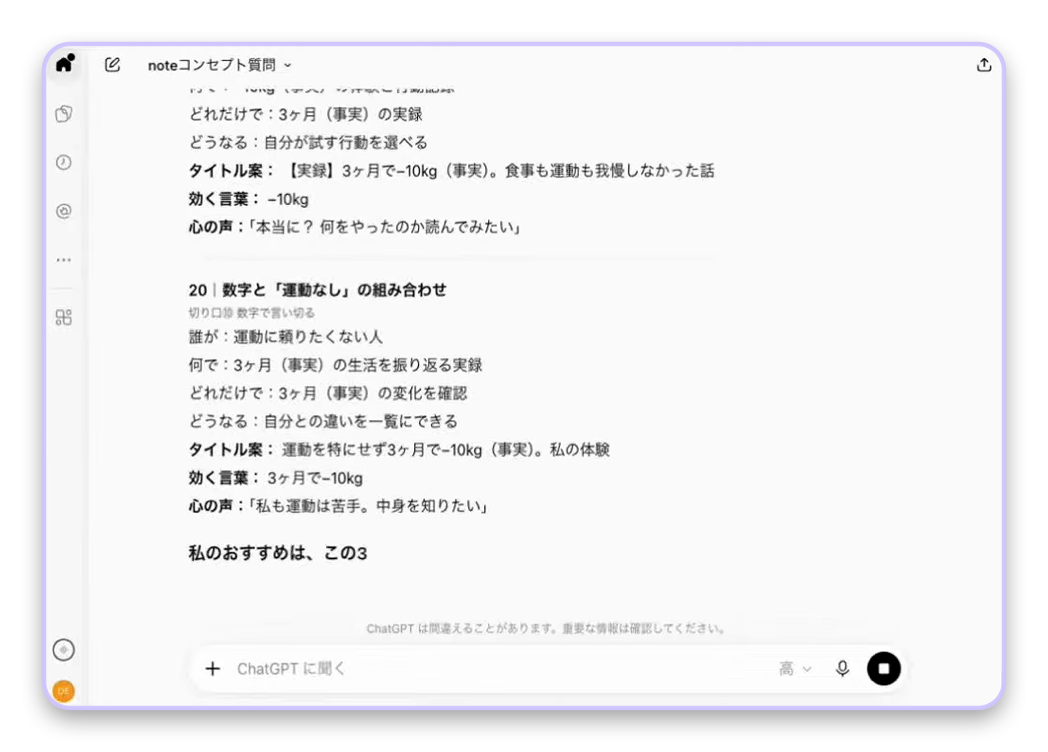 noteコンセプト質問
どれだけで：3ヶ月（事実）の実録
どうなる：自分が試す行動を選べる
タイトル案：【実録】3ヶ月で−10kg（事実）。食事も運動も我慢しなかった話
効く言葉：−10kg
心の声：「本当に？ 何をやったのか読んでみたい」
20｜数字と「運動なし」の組み合わせ
切り口⑩ 数字で言い切る
誰が：運動に頼りたくない人
何で：3ヶ月（事実）の生活を振り返る実録
どれだけで：3ヶ月（事実）の変化を確認
どうなる：自分との違いを一覧にできる
タイトル案： 運動を特にせず3ヶ月で−10kg（事実）。私の体験
効く言葉： 3ヶ月で−10kg
心の声：「私も運動は苦手。中身を知りたい」
私のおすすめは、この3
ChatGPT は間違えることがあります。重要な情報は確認してください。
ChatGPT に聞く
高
DE